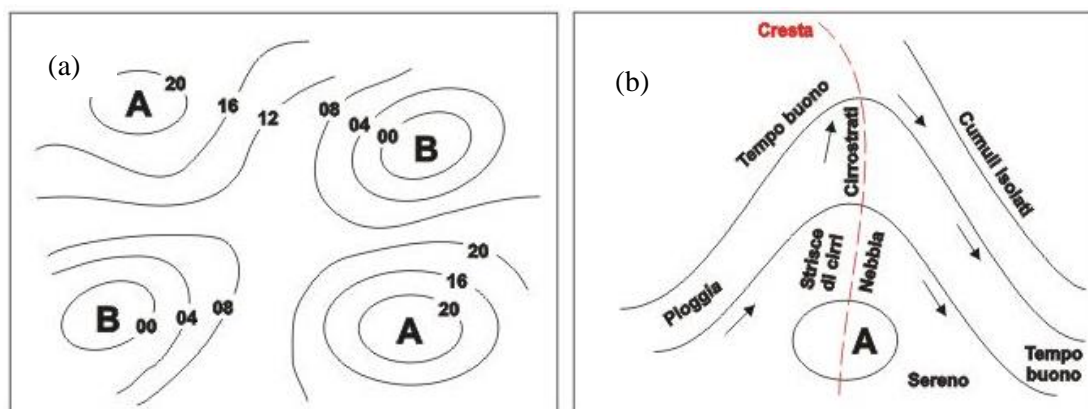 (a)
20
A
16
12
08
04
00
B
20
16
20
A
B
00
04
08
(b)
Cresta
Tempo buono
Cirrostrati
Cumuli isolati
Strisce
di cirri
Nebbia
Pioggia
A
Sereno
Tempo
buono